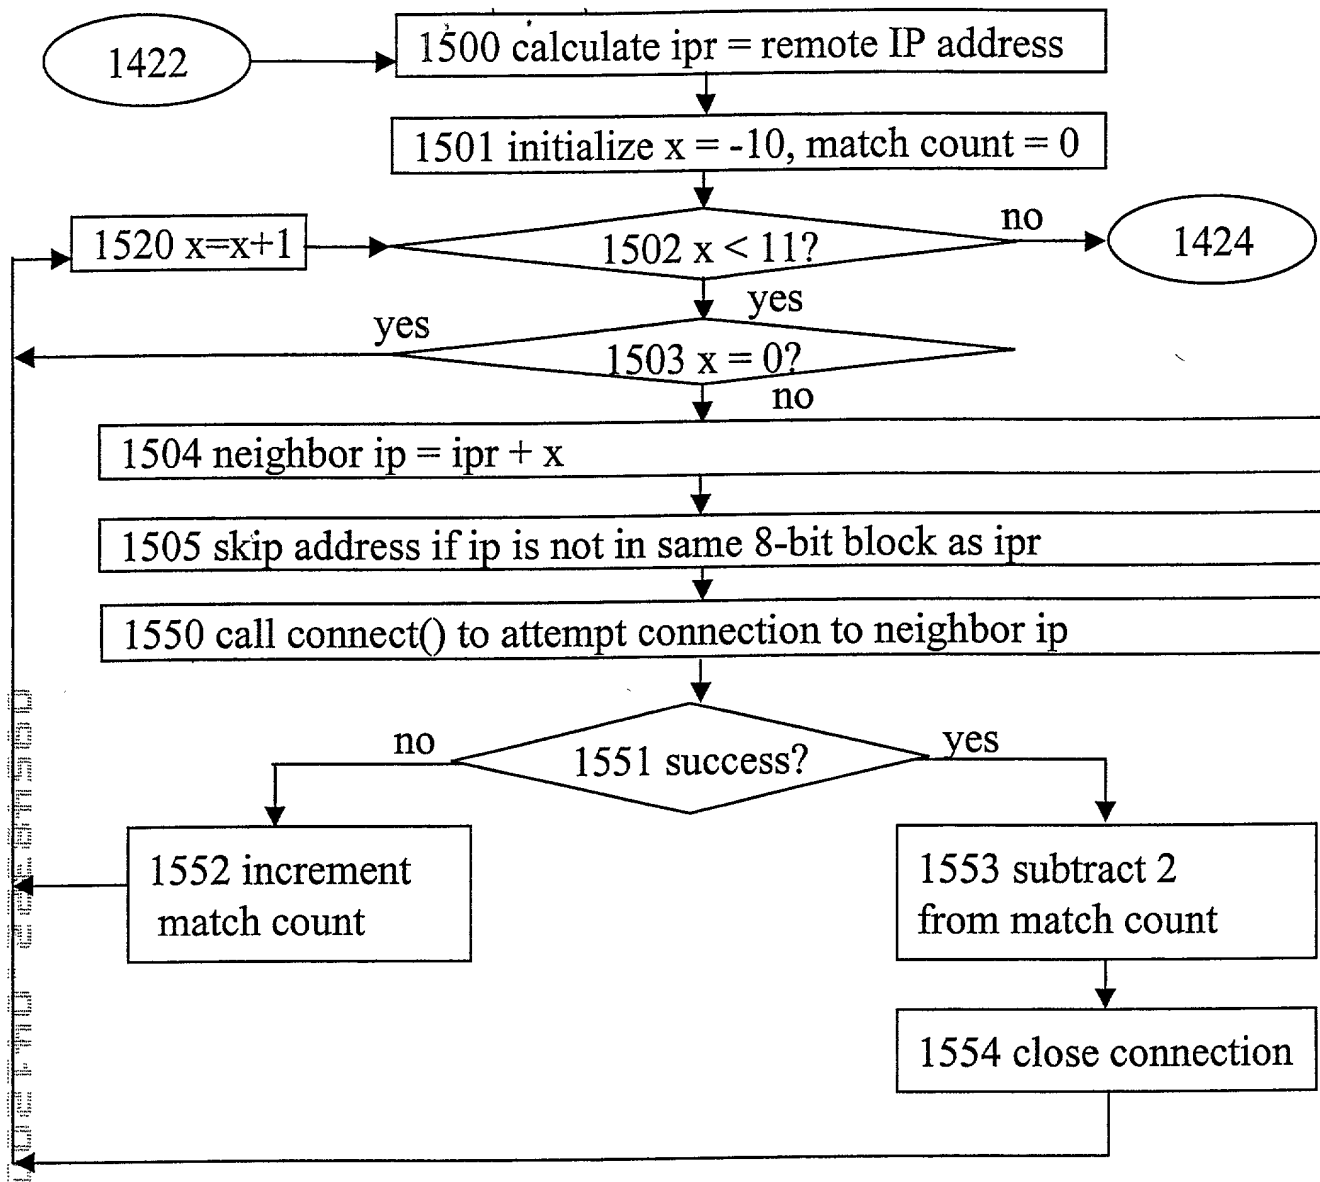 1422
1500 calculate ipr = remote IP address
1501 initialize x = -10, match count = 0
1520 x=x+1
1502 x < 11?
no
1424
yes
yes
1503 x = 0?
no
1504 neighbor ip = ipr + x
1505 skip address if ip is not in same 8-bit block as ipr
1550 call connect() to attempt connection to neighbor ip
no
1551 success?
yes
1552 increment
match count
1553 subtract 2
from match count
1554 close connection